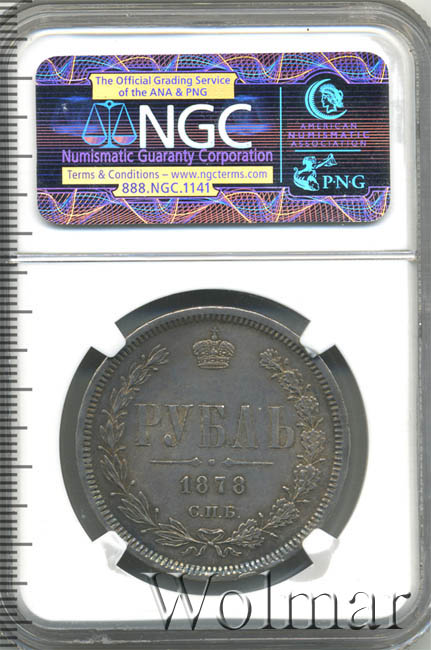 The Official Grading Service
of the ANA & PNG
NGC
Numismatic Guaranty Corporation
Terms & Conditions – www.ngcterms.com
888.NGC.1141
AMERICAN
NUMISMATIC
ASSOCIATION
P·N·G
РУБЛЬ
1878
С.П.Б.
Wolmar